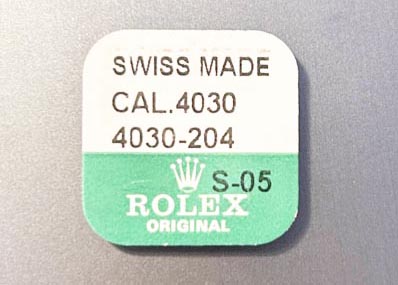 SWISS MADE
CAL.4030
4030-204
S-05
ROLEX
ORIGINAL